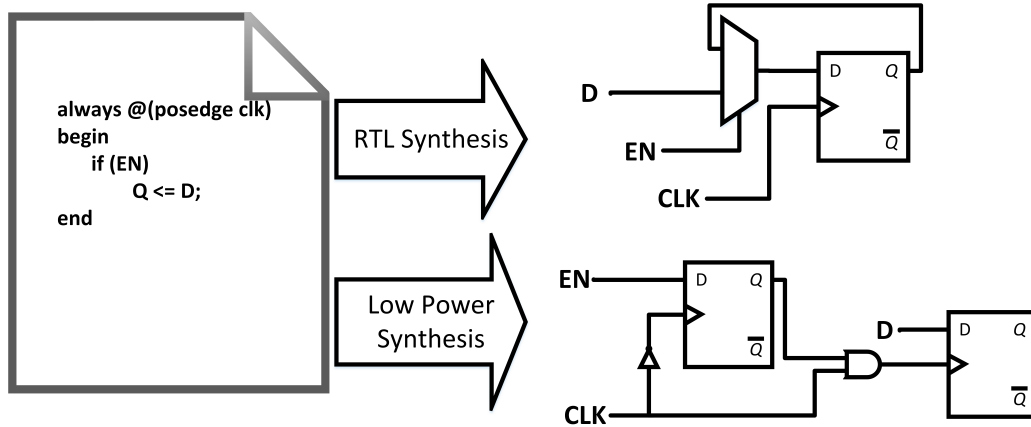 always @(posedge clk)
begin
if (EN)
Q <= D;
end
RTL Synthesis
D
EN
CLK
D Q
Q̅
Low Power
Synthesis
EN
CLK
D Q
Q̅
D
D Q
Q̅